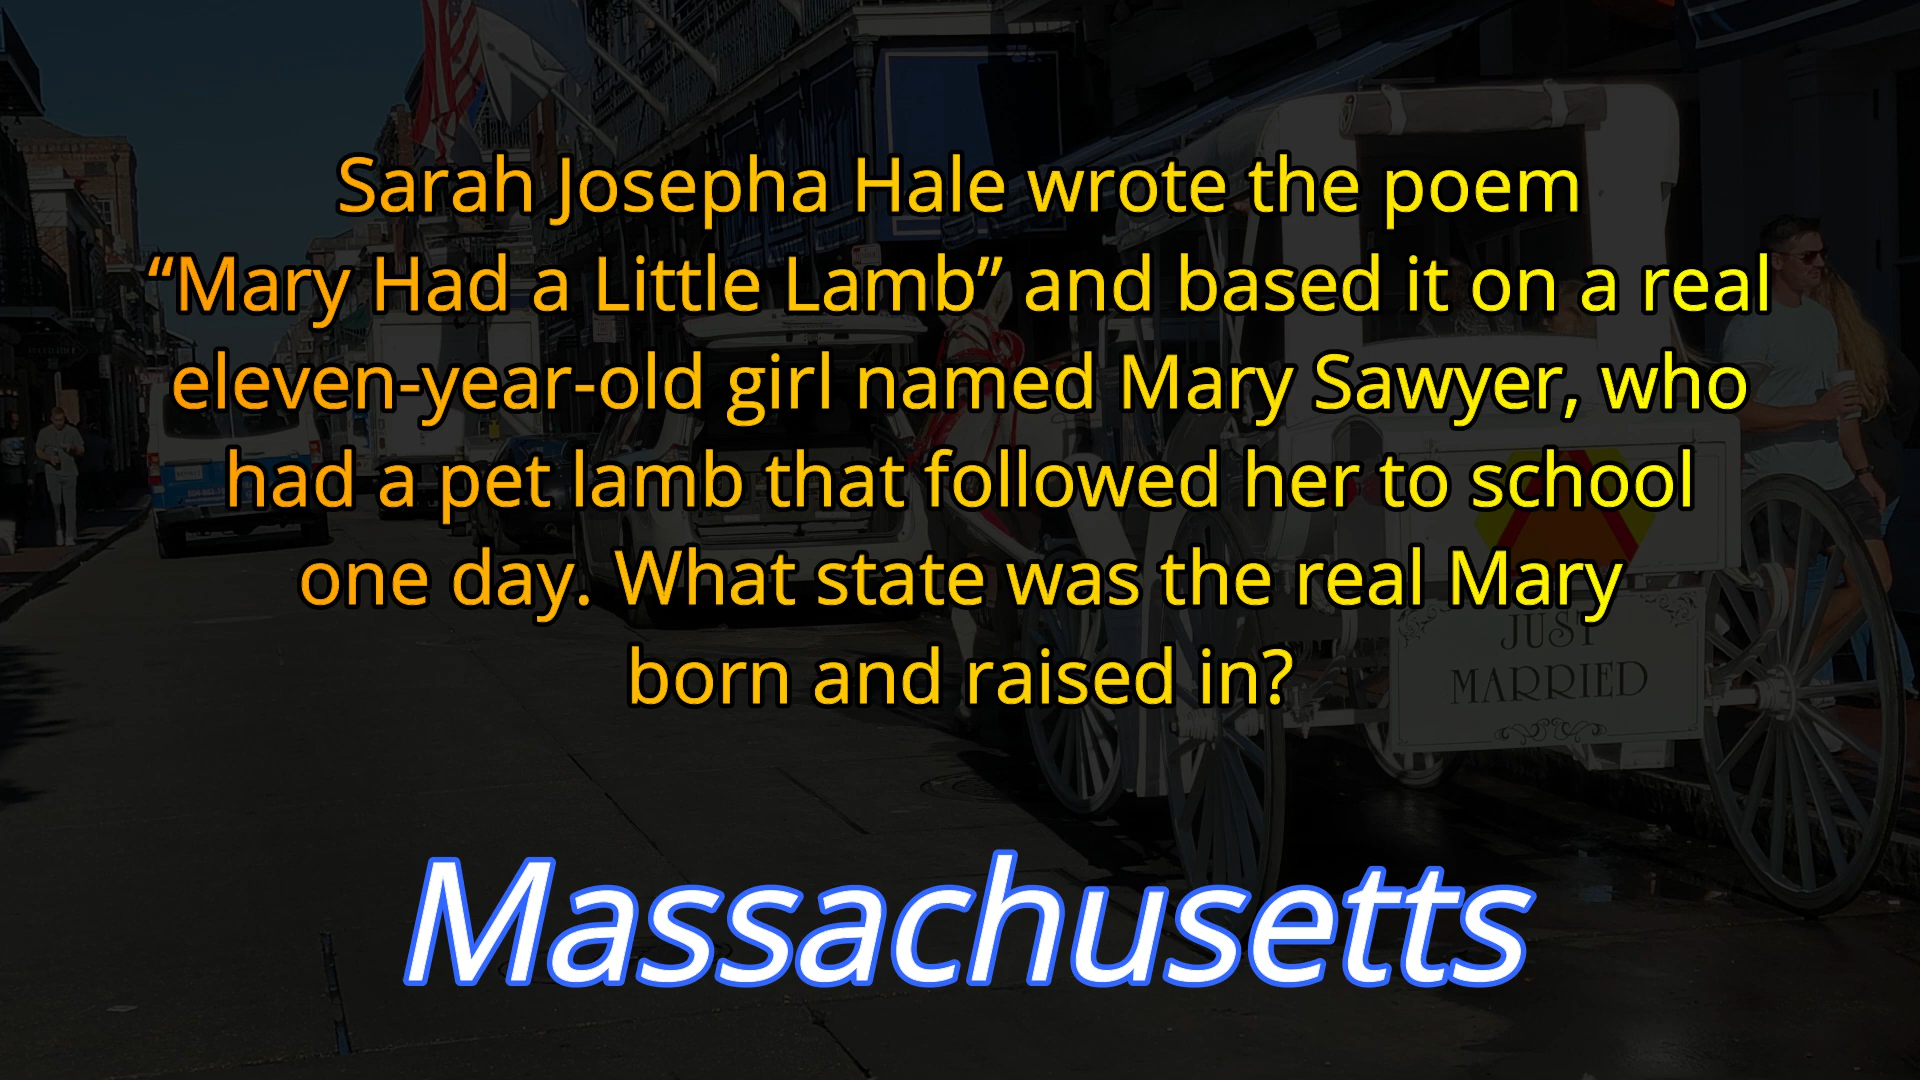 Sarah Josepha Hale wrote the poem
“Mary Had a Little Lamb” and based it on a real
eleven-year-old girl named Mary Sawyer, who
had a pet lamb that followed her to school
one day. What state was the real Mary
born and raised in?
JUST
MARRIED
Massachusetts